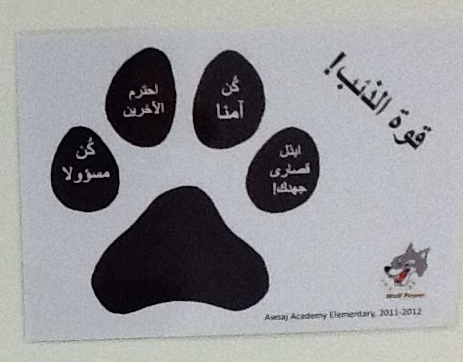 قوة الذئب!
كُن
آمنا
احترم
الآخرين
ابذل
قصارى
جهدك!
كُن
مسؤولا
Wolf Power
Awsaj Academy Elementary, 2011-2012